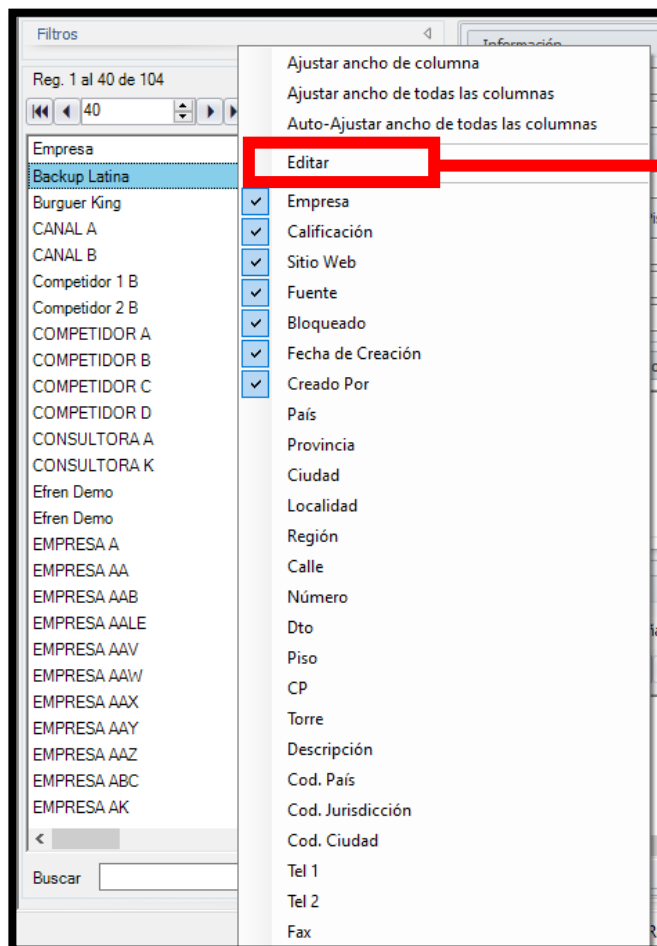 Filtros
Información
Reg. 1 al 40 de 104
40
Empresa
Backup Latina
Burguer King
CANAL A
CANAL B
Competidor 1 B
Competidor 2 B
COMPETIDOR A
COMPETIDOR B
COMPETIDOR C
COMPETIDOR D
CONSULTORA A
CONSULTORA K
Efren Demo
Efren Demo
EMPRESA A
EMPRESA AA
EMPRESA AAB
EMPRESA AALE
EMPRESA AAV
EMPRESA AAW
EMPRESA AAX
EMPRESA AAY
EMPRESA AAZ
EMPRESA ABC
EMPRESA AK
Buscar
Ajustar ancho de columna
Ajustar ancho de todas las columnas
Auto-Ajustar ancho de todas las columnas
Editar
Empresa
Calificación
Sitio Web
Fuente
Bloqueado
Fecha de Creación
Creado Por
País
Provincia
Ciudad
Localidad
Región
Calle
Número
Dto
Piso
CP
Torre
Descripción
Cod. País
Cod. Jurisdicción
Cod. Ciudad
Tel 1
Tel 2
Fax